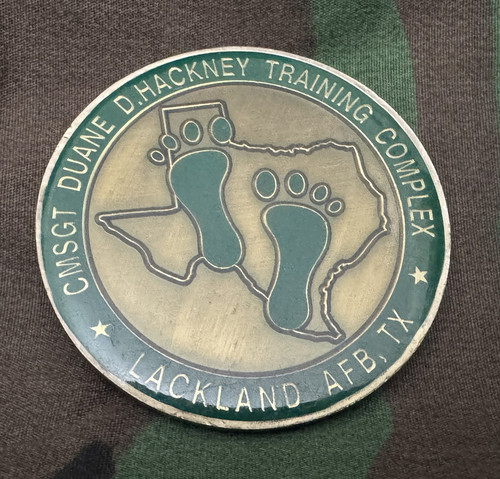 CMSGT DUANE D.HACKNEY TRAINING COMPLEX
LACKLAND AFB, TX